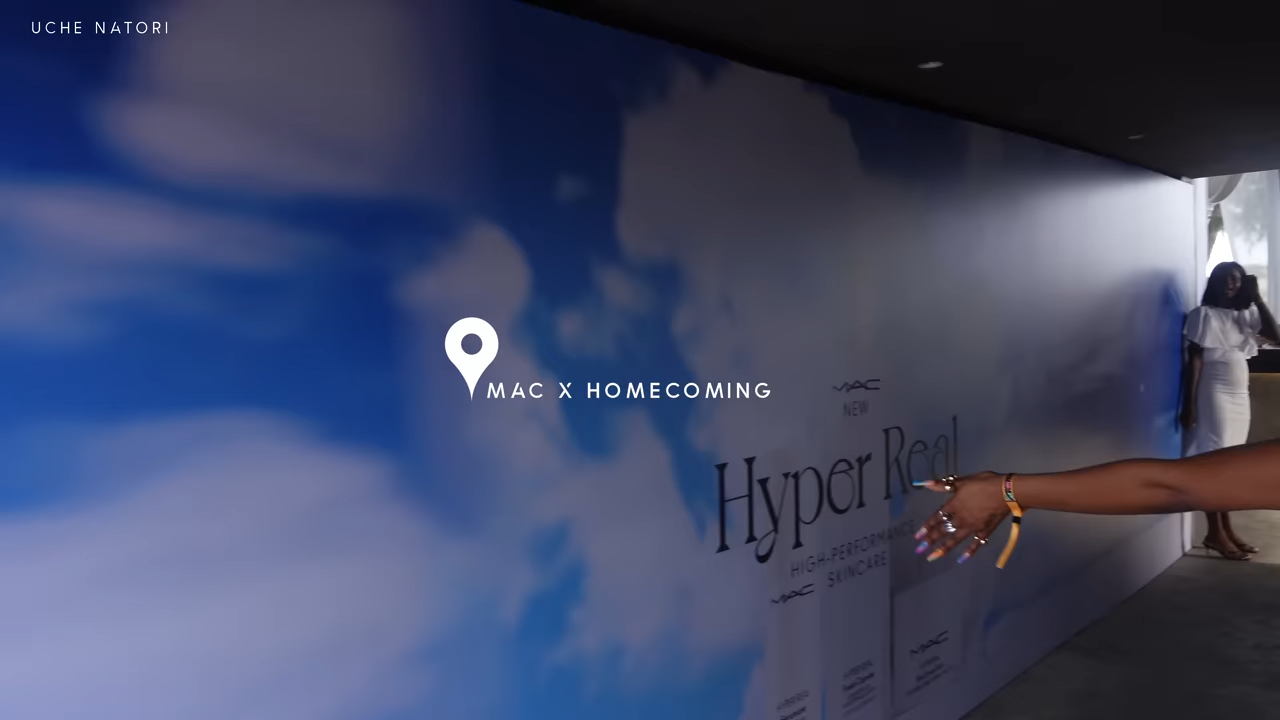 UCHE NATORI
MAC X HOMECOMING
MAC
NEW
Hyper Real
HIGH-PERFORMANCE
SKINCARE
MAC
MAC